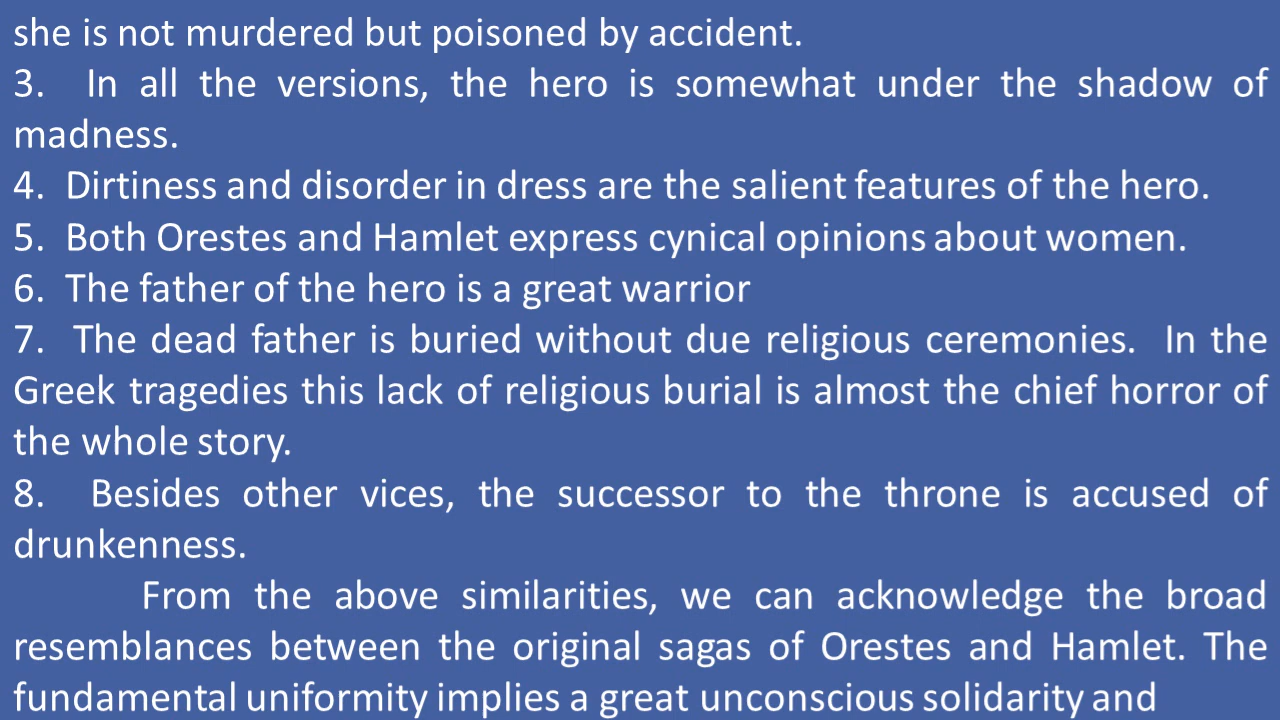 she is not murdered but poisoned by accident.
3. In all the versions, the hero is somewhat under the shadow of
madness.
4. Dirtiness and disorder in dress are the salient features of the hero.
5. Both Orestes and Hamlet express cynical opinions about women.
6. The father of the hero is a great warrior
7. The dead father is buried without due religious ceremonies. In the
Greek tragedies this lack of religious burial is almost the chief horror of
the whole story.
8. Besides other vices, the successor to the throne is accused of
drunkenness.
From the above similarities, we can acknowledge the broad
resemblances between the original sagas of Orestes and Hamlet. The
fundamental uniformity implies a great unconscious solidarity and